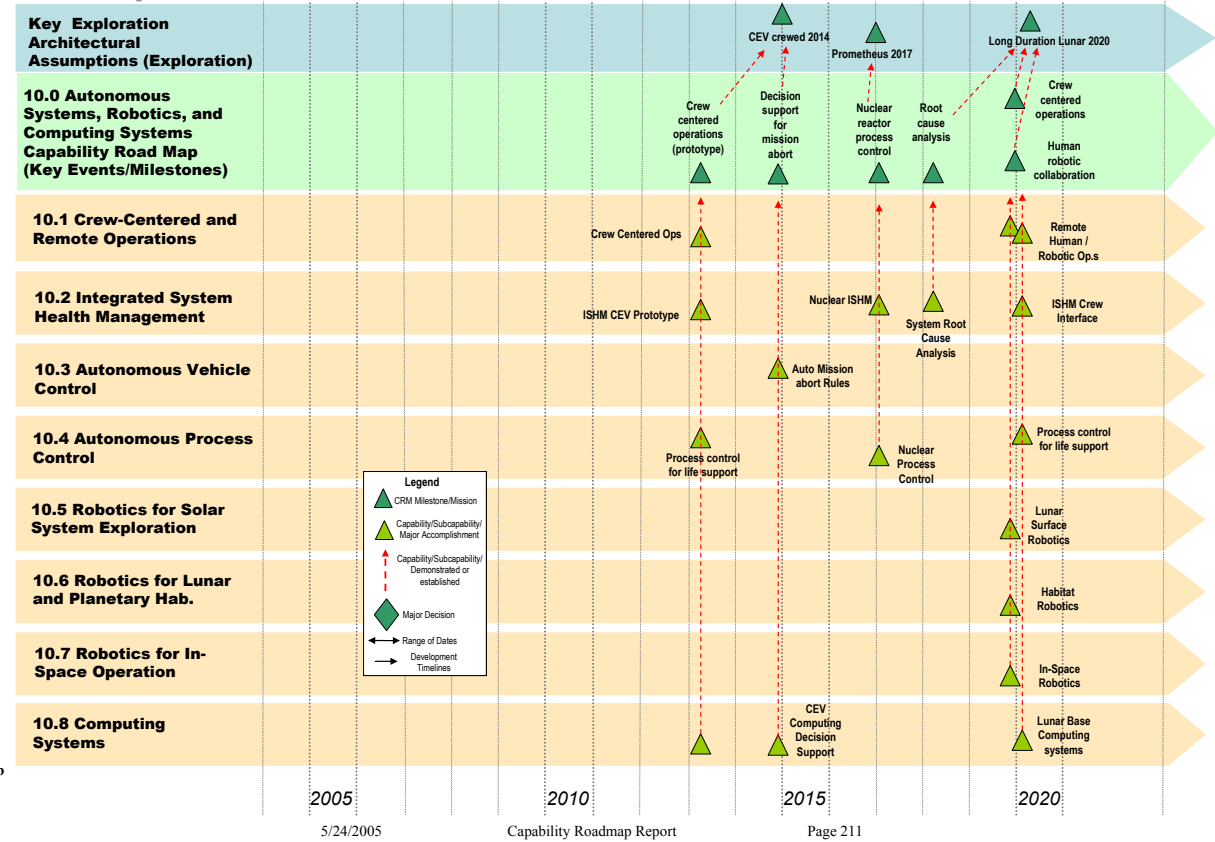 Key Exploration
Architectural
Assumptions (Exploration)
CEV crewed 2014
Prometheus 2017
Long Duration Lunar 2020
10.0 Autonomous
Systems, Robotics, and
Computing Systems
Capability Road Map
(Key Events/Milestones)
Crew
centered
operations
(prototype)
Decision
support
for
mission
abort
Nuclear
reactor
process
control
Root
cause
analysis
Crew
centered
operations
Human
robotic
collaboration
10.1 Crew-Centered and
Remote Operations
Crew Centered Ops
Remote
Human /
Robotic Op.s
10.2 Integrated System
Health Management
ISHM CEV Prototype
Nuclear ISHM
System Root
Cause
Analysis
ISHM Crew
Interface
10.3 Autonomous Vehicle
Control
Auto Mission
abort Rules
10.4 Autonomous Process
Control
Process control
for life support
Nuclear
Process
Control
Process control
for life support
Legend
CRM Milestone/Mission
Capability/Subcapability/
Major Accomplishment
Capability/Subcapability/
Demonstrated or
established
Major Decision
Range of Dates
Development
Timelines
10.5 Robotics for Solar
System Exploration
Lunar
Surface
Robotics
10.6 Robotics for Lunar
and Planetary Hab.
Habitat
Robotics
10.7 Robotics for In-
Space Operation
In-Space
Robotics
10.8 Computing
Systems
CEV
Computing
Decision
Support
Lunar Base
Computing
systems
2005
2010
2015
2020
5/24/2005
Capability Roadmap Report
Page 211